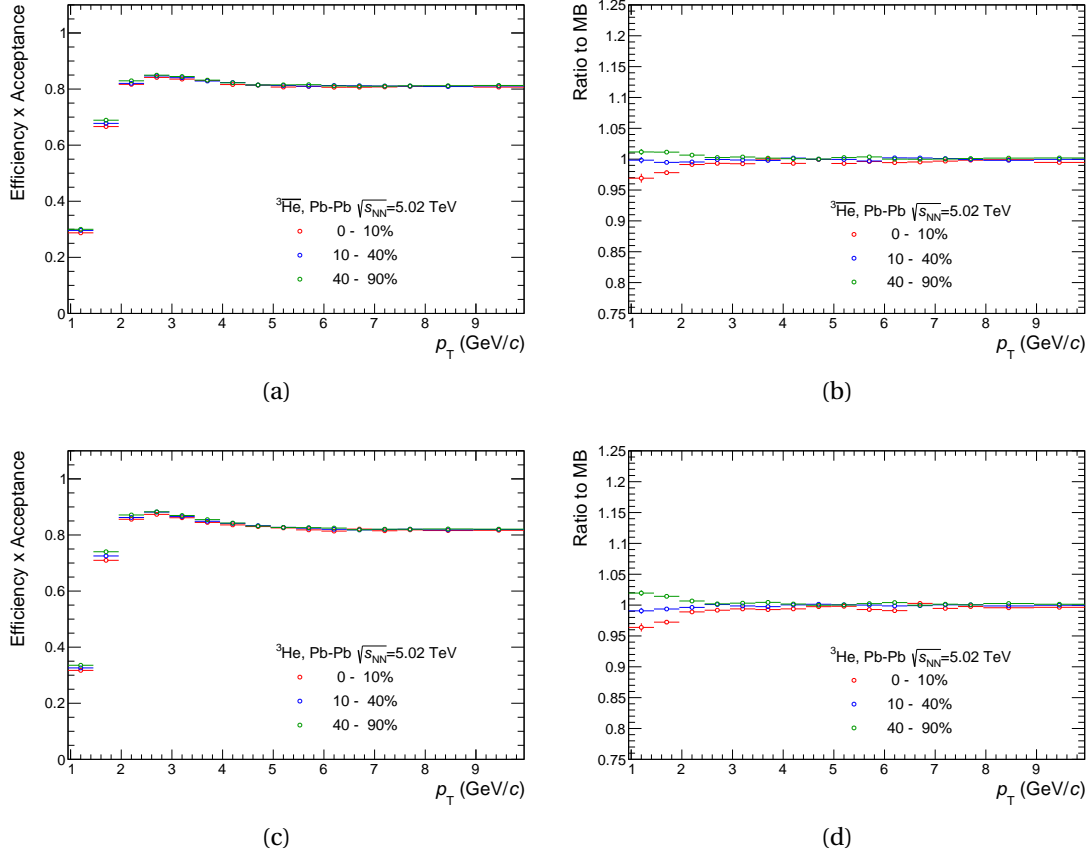 Efficiency x Acceptance
1
0.8
0.6
0.4
0.2
0
³H̅e̅, Pb-Pb √sNN=5.02 TeV
0 - 10%
10 - 40%
40 - 90%
1 2 3 4 5 6 7 8 9
pT (GeV/c)
(a)
Ratio to MB
1.25
1.2
1.15
1.1
1.05
1
0.95
0.9
0.85
0.8
0.75
³H̅e̅, Pb-Pb √sNN=5.02 TeV
0 - 10%
10 - 40%
40 - 90%
1 2 3 4 5 6 7 8 9
pT (GeV/c)
(b)
Efficiency x Acceptance
1
0.8
0.6
0.4
0.2
0
³He, Pb-Pb √sNN=5.02 TeV
0 - 10%
10 - 40%
40 - 90%
1 2 3 4 5 6 7 8 9
pT (GeV/c)
(c)
Ratio to MB
1.25
1.2
1.15
1.1
1.05
1
0.95
0.9
0.85
0.8
0.75
³He, Pb-Pb √sNN=5.02 TeV
0 - 10%
10 - 40%
40 - 90%
1 2 3 4 5 6 7 8 9
pT (GeV/c)
(d)